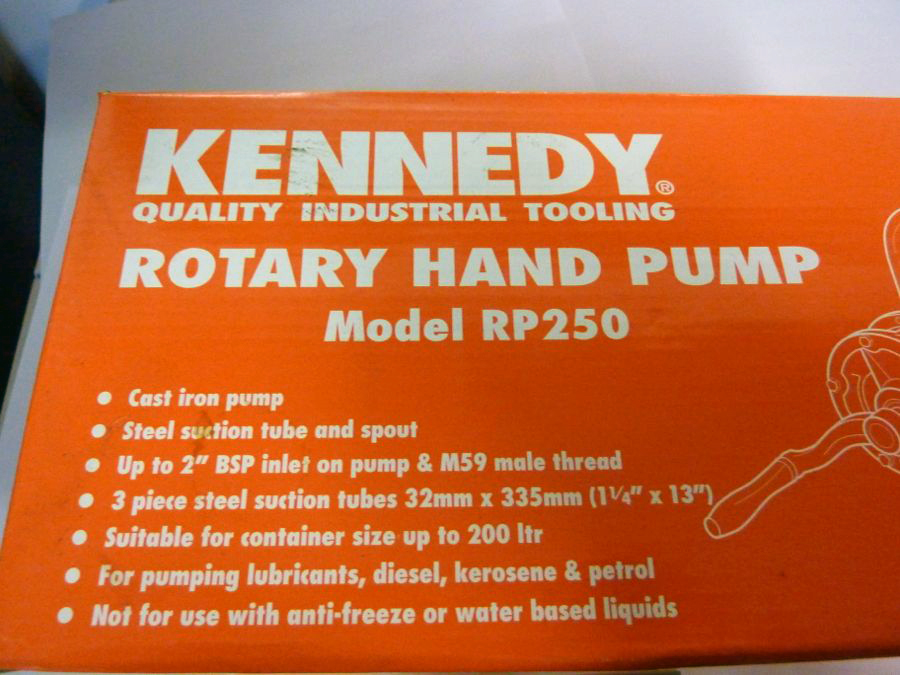 KENNEDY®
QUALITY INDUSTRIAL TOOLING
ROTARY HAND PUMP
Model RP250
• Cast iron pump
• Steel suction tube and spout
• Up to 2" BSP inlet on pump & M59 male thread
• 3 piece steel suction tubes 32mm x 335mm (1¼" x 13")
• Suitable for container size up to 200 ltr
• For pumping lubricants, diesel, kerosene & petrol
• Not for use with anti-freeze or water based liquids